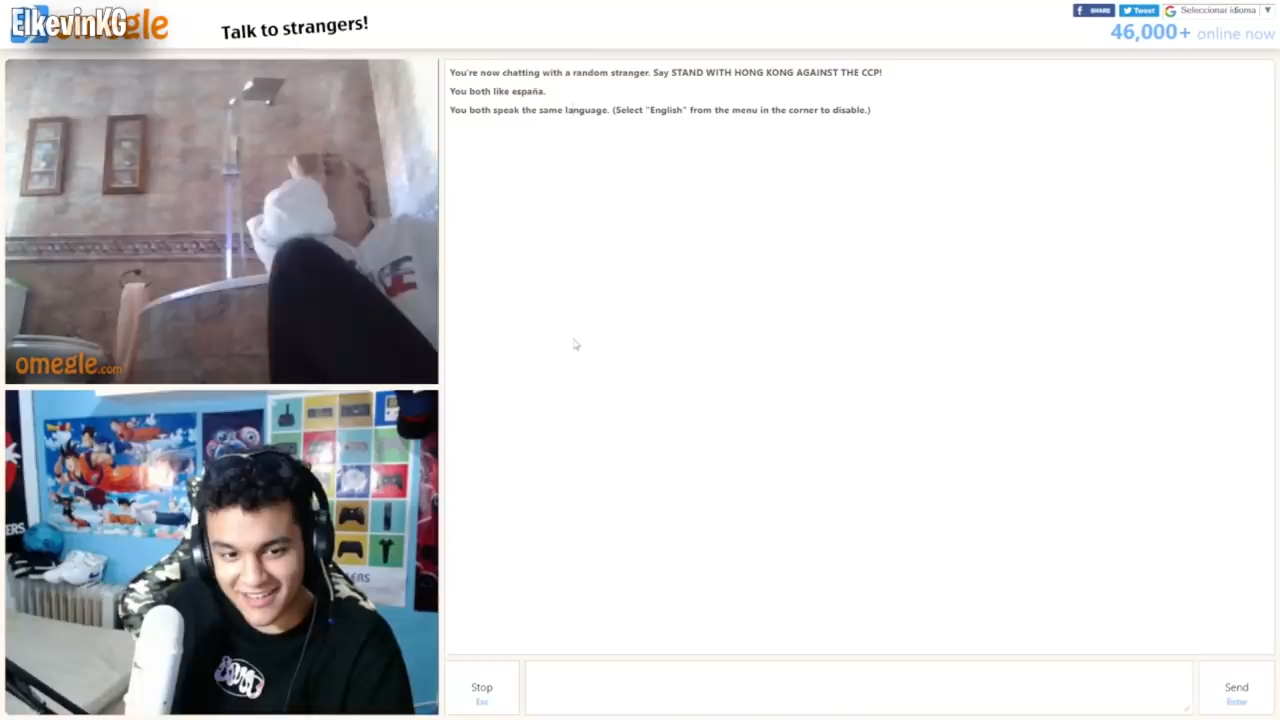 ElkevinKG
omegle
Talk to strangers!
SHARE
Tweet
Seleccionar idioma
46,000+ online now
You're now chatting with a random stranger. Say STAND WITH HONG KONG AGAINST THE CCP!
You both like españa.
You both speak the same language. (Select "English" from the menu in the corner to disable.)
omegle.com
ERS
Stop
Esc
Send
Enter